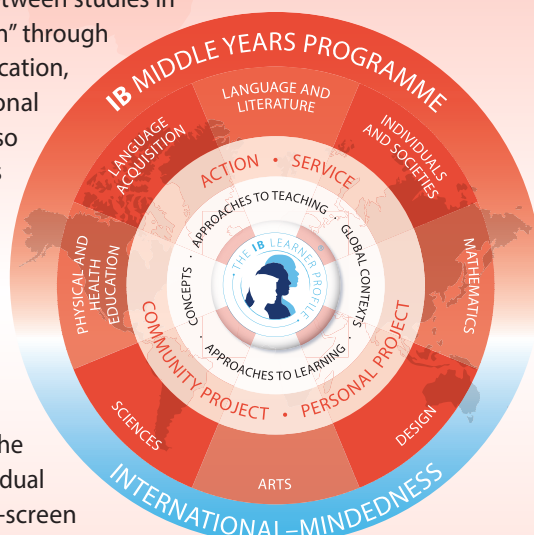 between studies in
n” through
cation,
onal
so
s
he
dual
-screen
IB MIDDLE YEARS PROGRAMME
LANGUAGE AND
LITERATURE
INDIVIDUALS
AND SOCIETIES
MATHEMATICS
DESIGN
ARTS
SCIENCES
PHYSICAL AND
HEALTH
EDUCATION
LANGUAGE
ACQUISITION
ACTION • SERVICE
PERSONAL PROJECT • COMMUNITY PROJECT
APPROACHES TO TEACHING · GLOBAL CONTEXTS · APPROACHES TO LEARNING · CONCEPTS ·
• THE IB LEARNER PROFILE •
INTERNATIONAL–MINDEDNESS